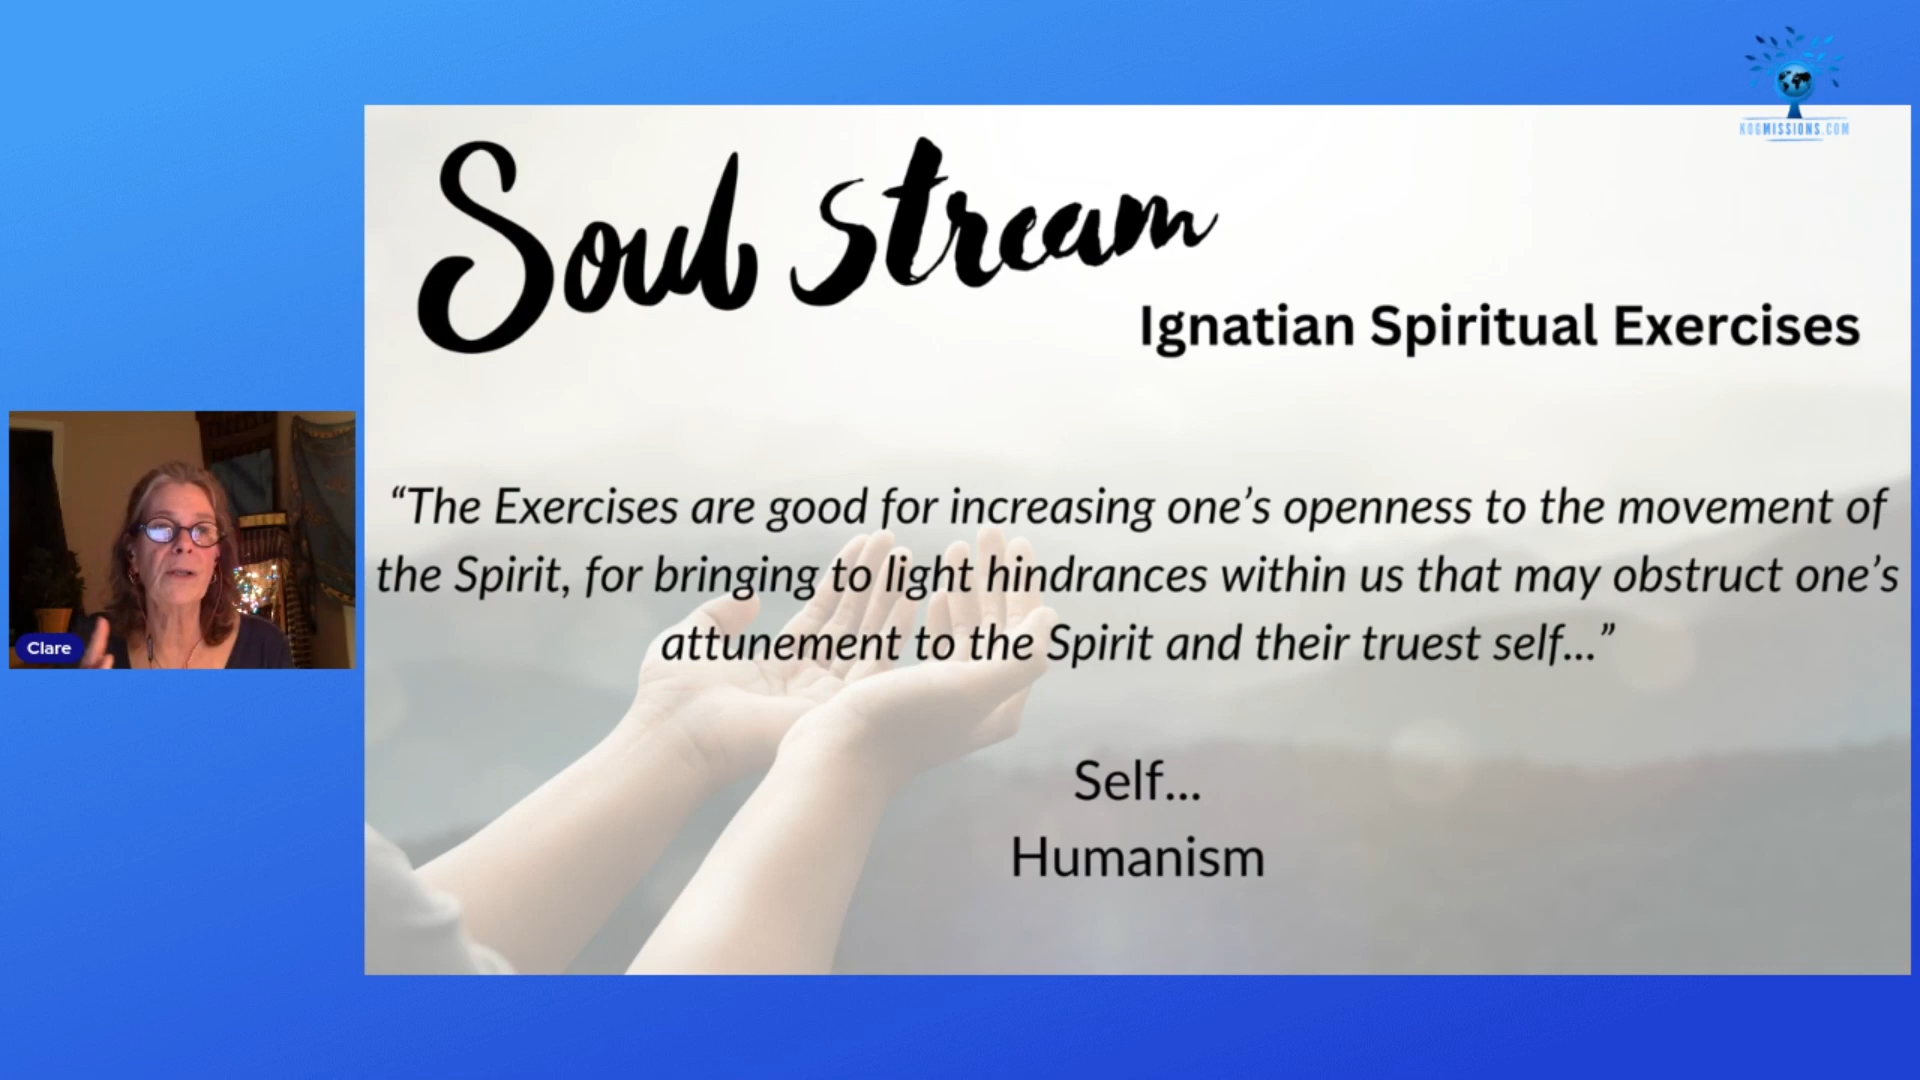 KOGMISSIONS.COM
Soul Stream
Ignatian Spiritual Exercises
“The Exercises are good for increasing one’s openness to the movement of
the Spirit, for bringing to light hindrances within us that may obstruct one’s
attunement to the Spirit and their truest self...”
Self...
Humanism
Clare